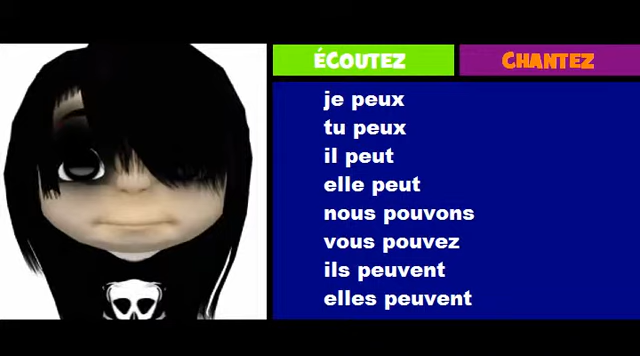 ÉCOUTEZ CHANTEZ
je peux
tu peux
il peut
elle peut
nous pouvons
vous pouvez
ils peuvent
elles peuvent